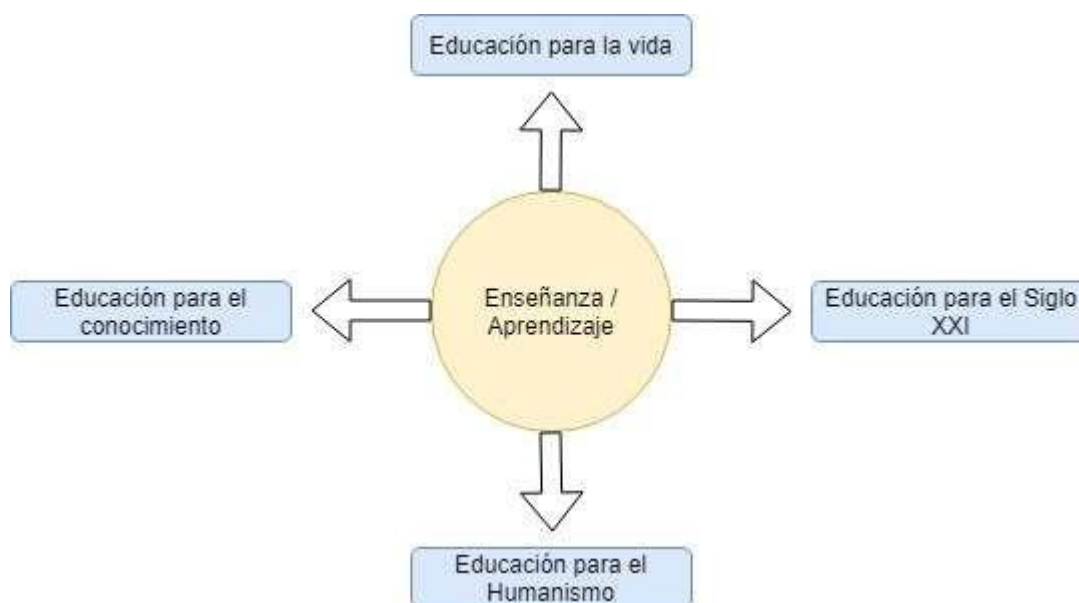 Educación para la vida
Educación para el
conocimiento
Enseñanza /
Aprendizaje
Educación para el Siglo
XXI
Educación para el
Humanismo